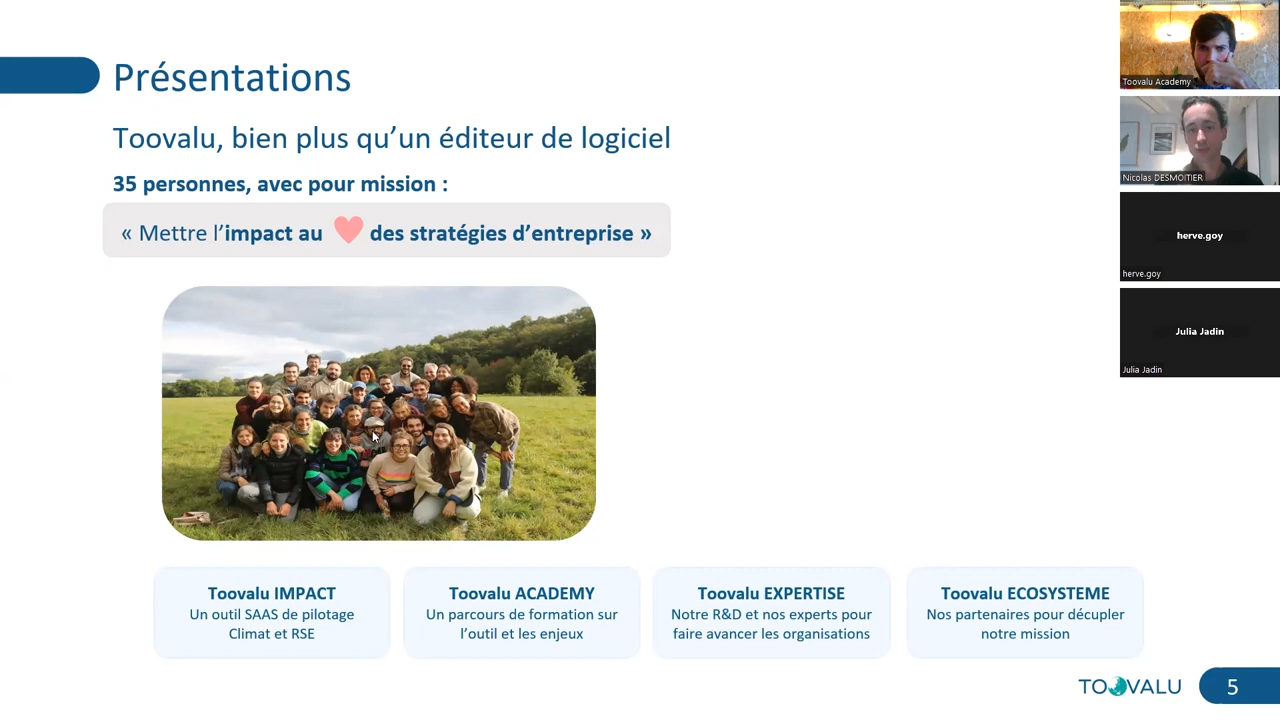 Présentations
Toovalu, bien plus qu’un éditeur de logiciel
35 personnes, avec pour mission :
« Mettre l’impact au des stratégies d’entreprise »
Toovalu IMPACT
Un outil SAAS de pilotage
Climat et RSE
Toovalu ACADEMY
Un parcours de formation sur
l’outil et les enjeux
Toovalu EXPERTISE
Notre R&D et nos experts pour
faire avancer les organisations
Toovalu ECOSYSTEME
Nos partenaires pour décupler
notre mission
TOOVALU
5
Toovalu Academy
Nicolas DESMOITIER
herve.goy
herve.goy
Julia Jadin
Julia Jadin